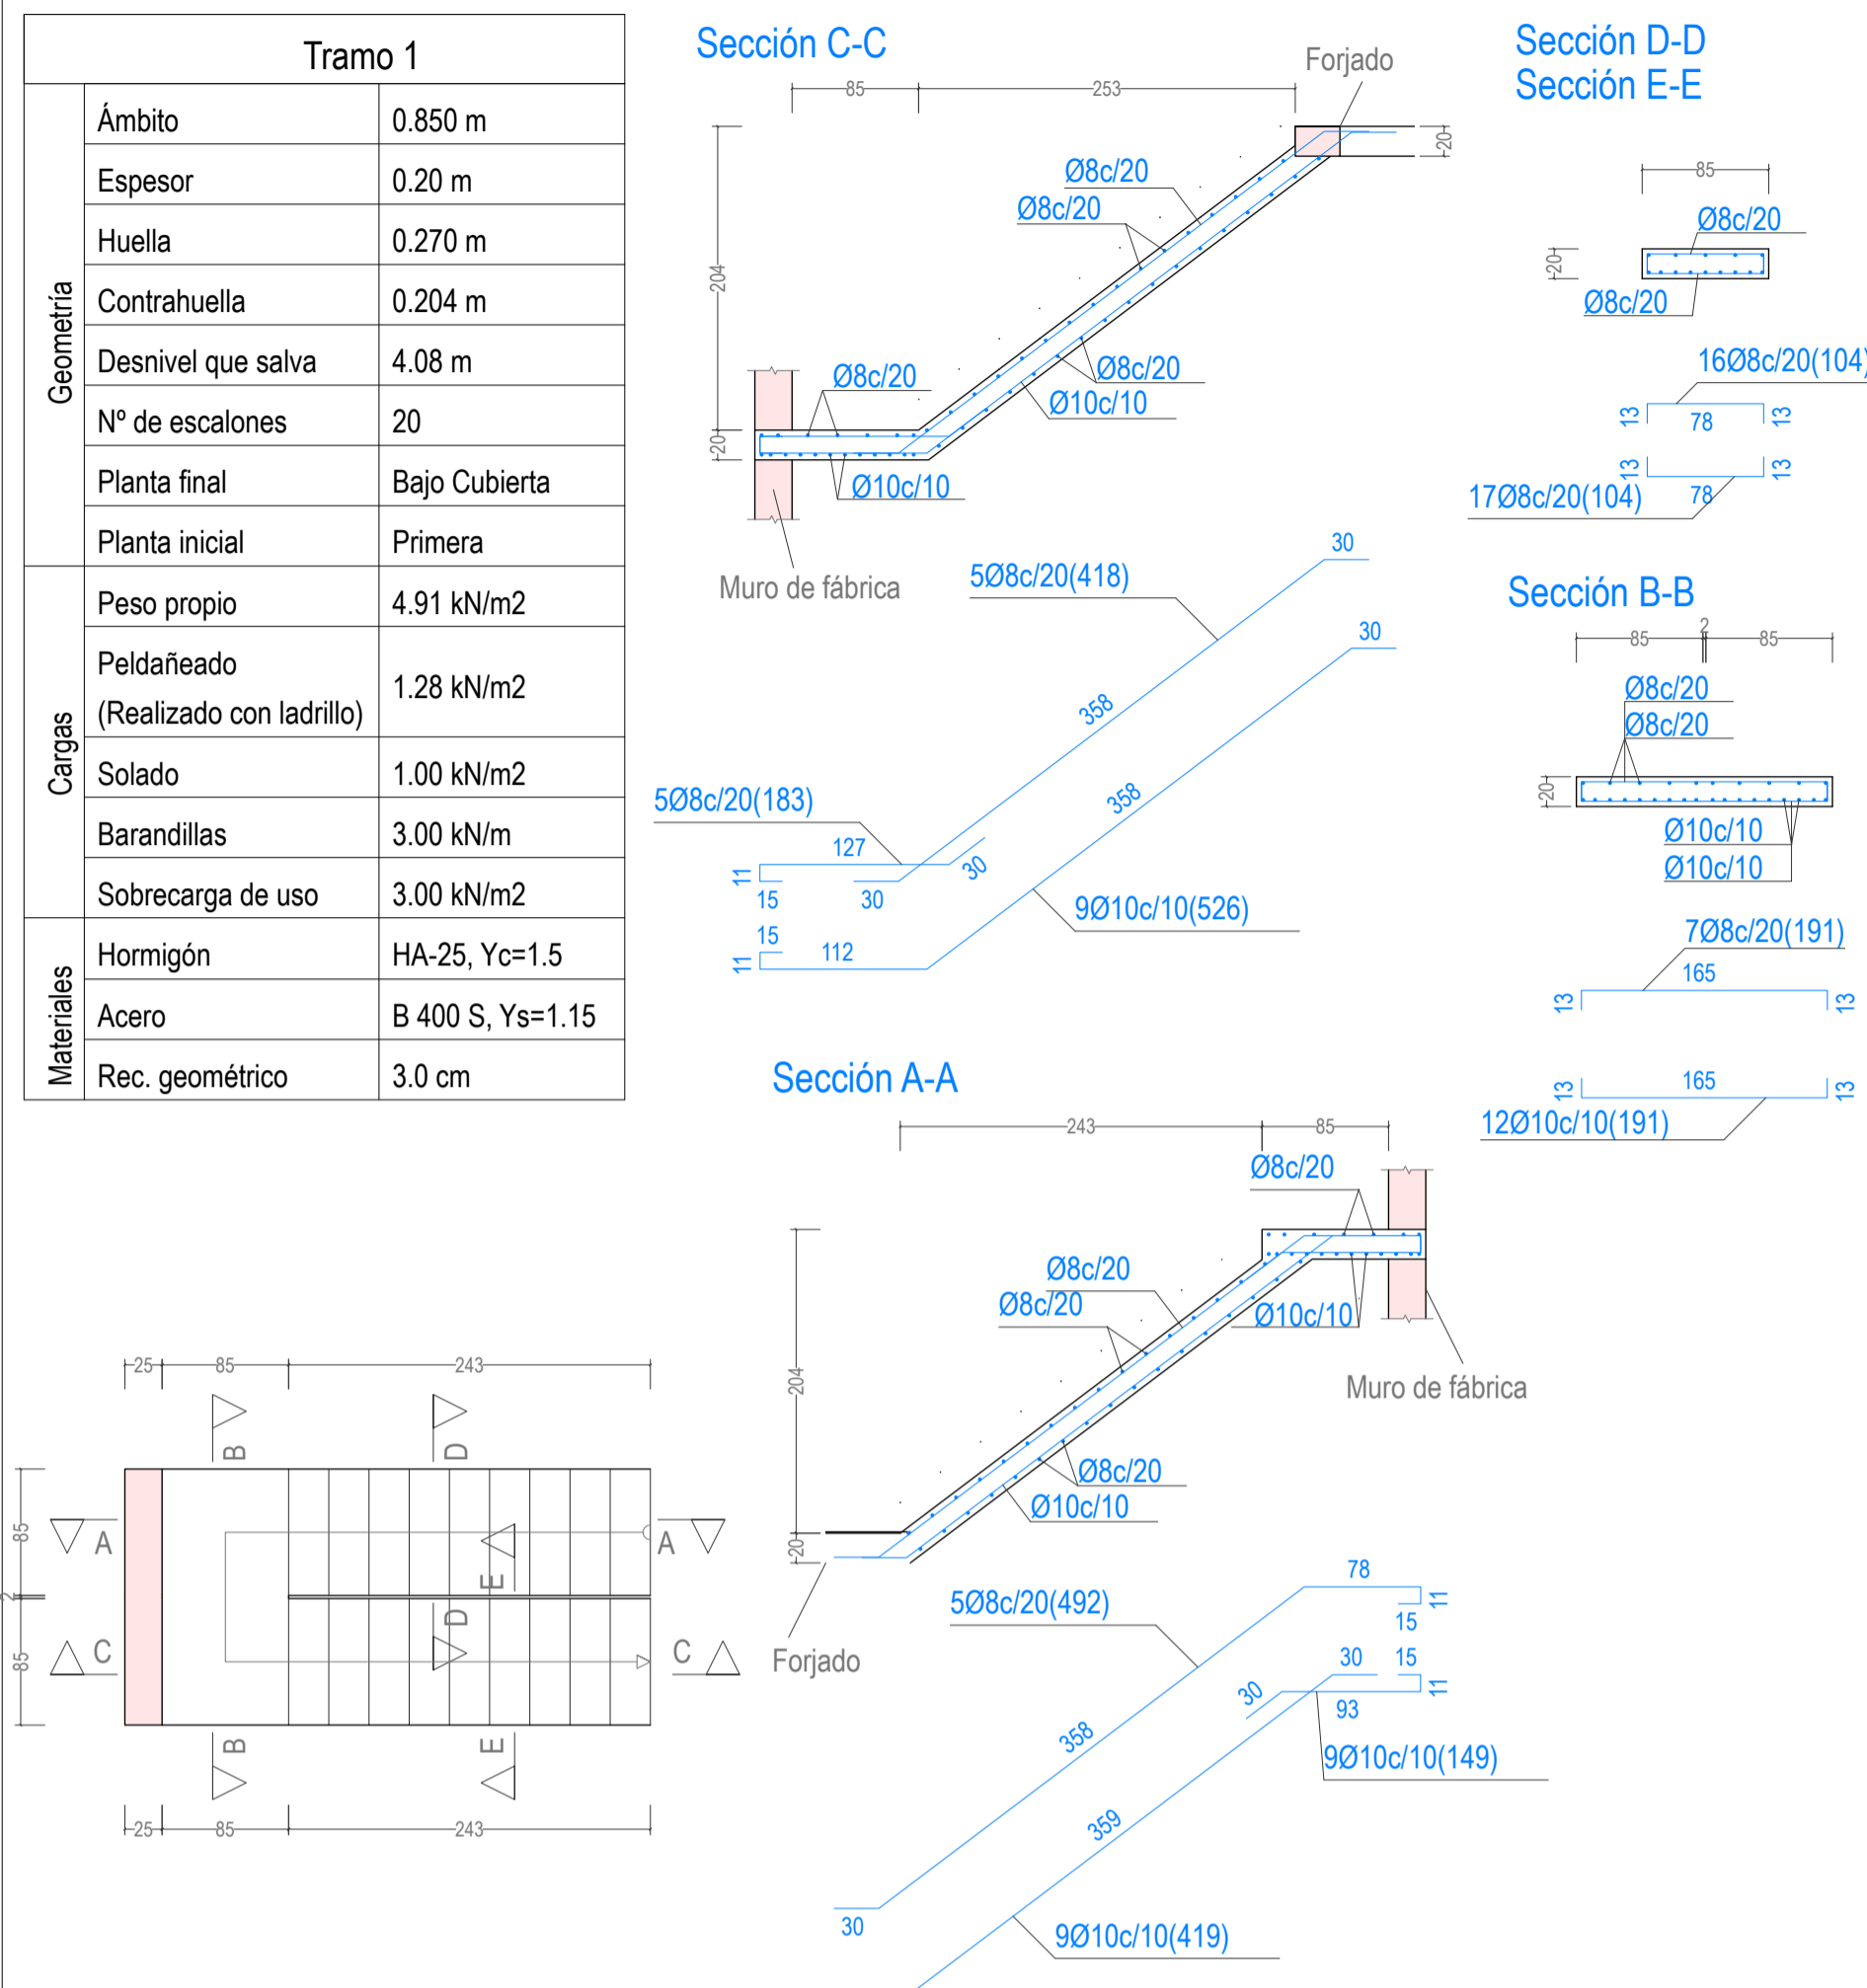 Tramo 1
Geometría
Ámbito 0.850 m
Espesor 0.20 m
Huella 0.270 m
Contrahuella 0.204 m
Desnivel que salva 4.08 m
Nº de escalones 20
Planta final Bajo Cubierta
Planta inicial Primera
Cargas
Peso propio 4.91 kN/m2
Peldañeado
(Realizado con ladrillo) 1.28 kN/m2
Solado 1.00 kN/m2
Barandillas 3.00 kN/m
Sobrecarga de uso 3.00 kN/m2
Materiales
Hormigón HA-25, Yc=1.5
Acero B 400 S, Ys=1.15
Rec. geométrico 3.0 cm
Sección C-C
Forjado
85
253
20
204
20
Ø8c/20
Ø8c/20
Ø8c/20
Ø8c/20
Ø10c/10
Ø10c/10
Muro de fábrica
5Ø8c/20(418)
30
30
358
358
5Ø8c/20(183)
127
11
15
30
30
9Ø10c/10(526)
15
11
112
Sección D-D
Sección E-E
85
Ø8c/20
20
Ø8c/20
16Ø8c/20(104)
13
78
13
13
78
13
17Ø8c/20(104)
Sección B-B
85
2
85
Ø8c/20
Ø8c/20
20
Ø10c/10
Ø10c/10
7Ø8c/20(191)
165
13
13
165
13
13
12Ø10c/10(191)
Sección A-A
243
85
Ø8c/20
Ø8c/20
Ø8c/20
Ø10c/10
204
20
Muro de fábrica
Ø8c/20
Ø10c/10
Forjado
78
5Ø8c/20(492)
11
15
30
15
30
11
93
358
9Ø10c/10(149)
359
30
9Ø10c/10(419)
25
85
243
B
D
85
A
A
E
2
D
85
C
C
B
E
25
85
243